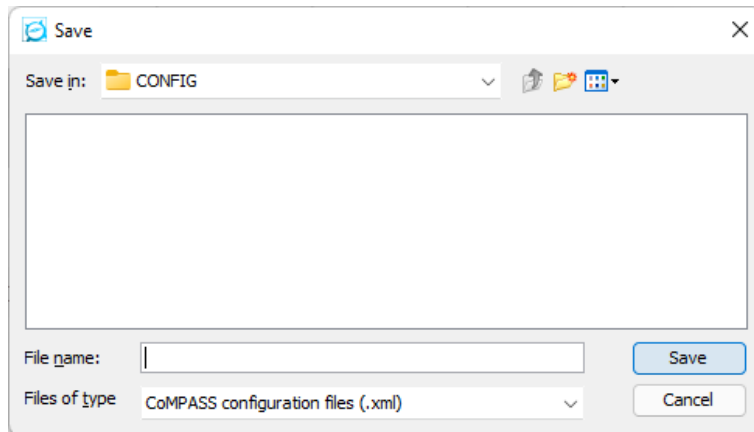 Save
Save in: CONFIG
File name:
Save
Files of type CoMPASS configuration files (.xml)
Cancel